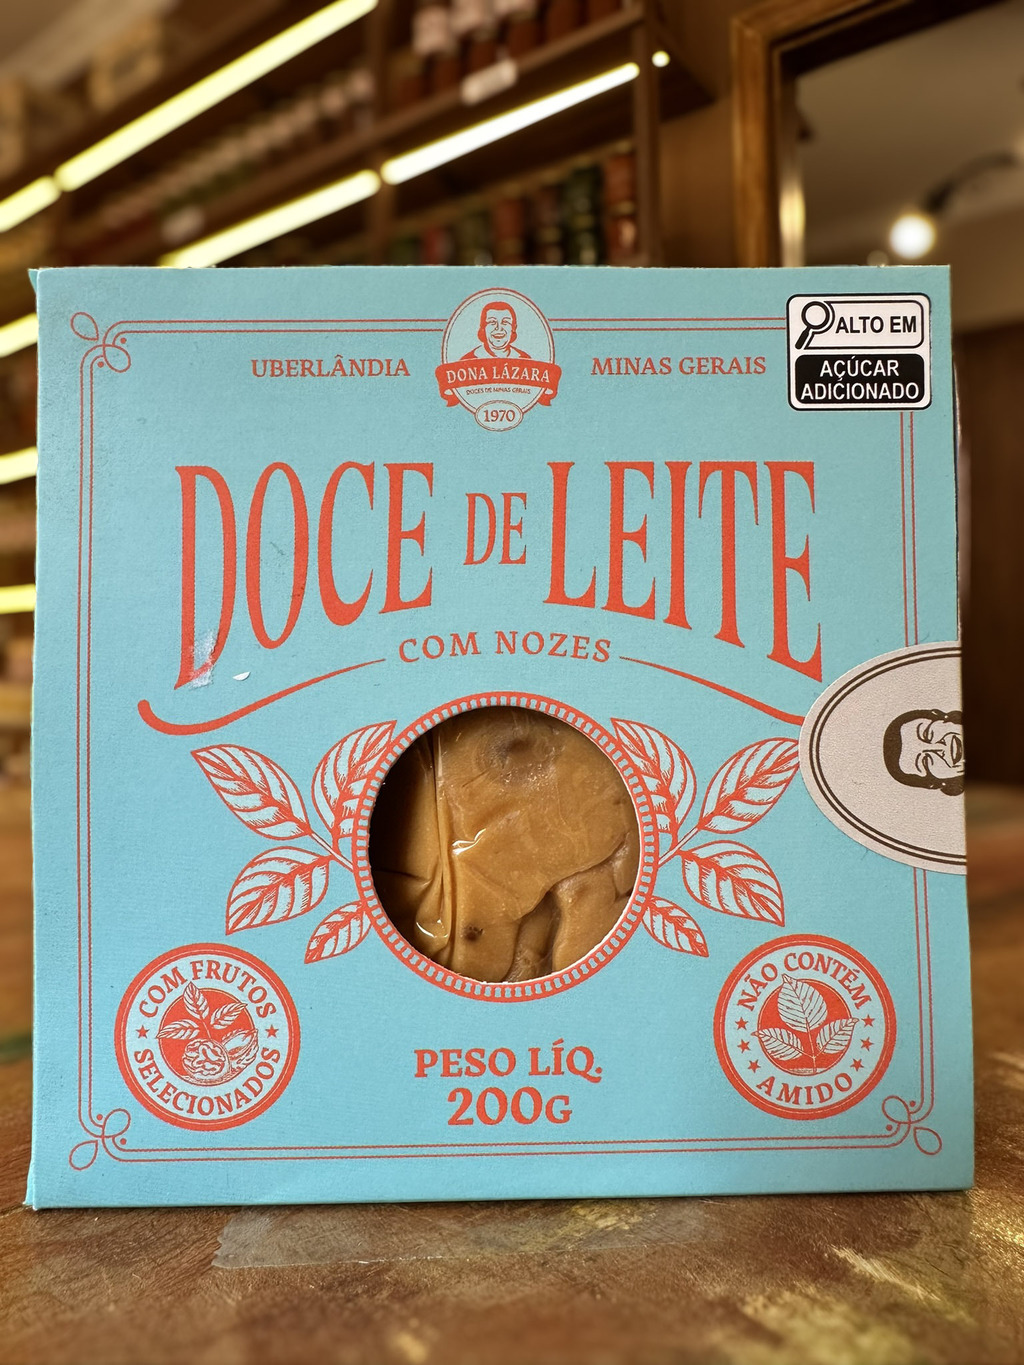 UBERLÂNDIA
DONA LÁZARA
DOCES DE MINAS GERAIS
1970
MINAS GERAIS
ALTO EM
AÇÚCAR
ADICIONADO
DOCE DE LEITE
COM NOZES
COM FRUTOS
SELECIONADOS
NÃO CONTÉM
AMIDO
PESO LÍQ.
200G